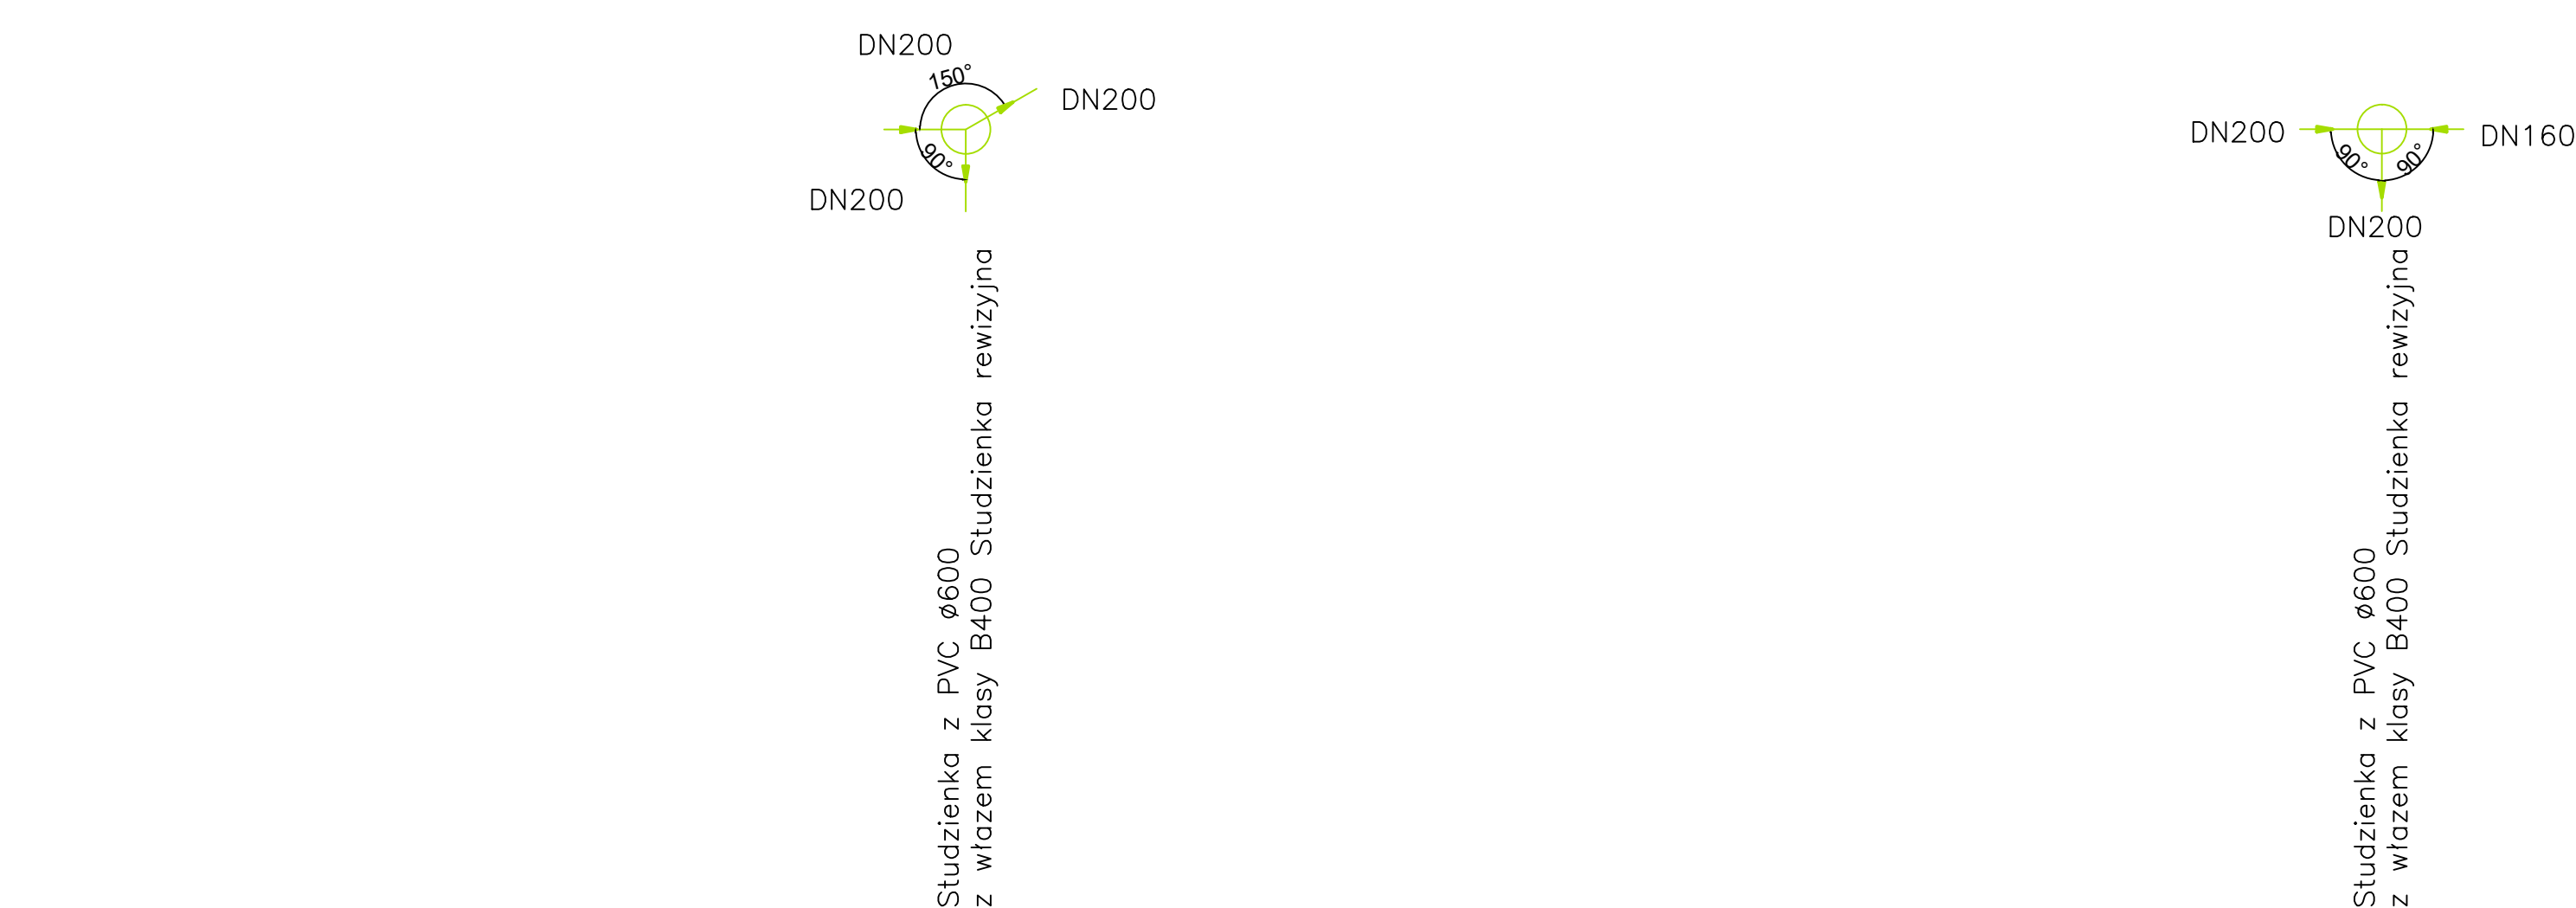 DN200
150°
DN200
90°
DN200
Studzienka z PVC ø600
z włazem klasy B400 Studzienka rewizyjna
DN200
DN160
90°
90°
DN200
Studzienka z PVC ø600
z włazem klasy B400 Studzienka rewizyjna